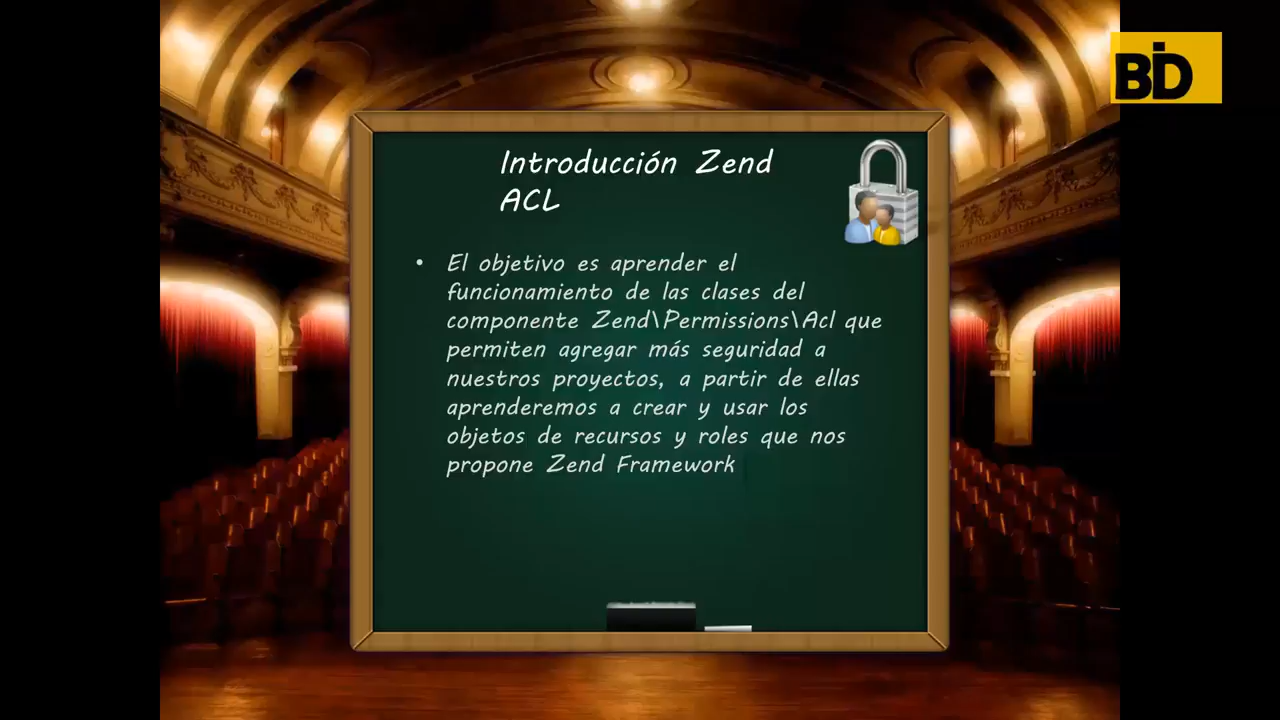 BiD
Introducción Zend
ACL
• El objetivo es aprender el
funcionamiento de las clases del
componente Zend\Permissions\Acl que
permiten agregar más seguridad a
nuestros proyectos, a partir de ellas
aprenderemos a crear y usar los
objetos de recursos y roles que nos
propone Zend Framework